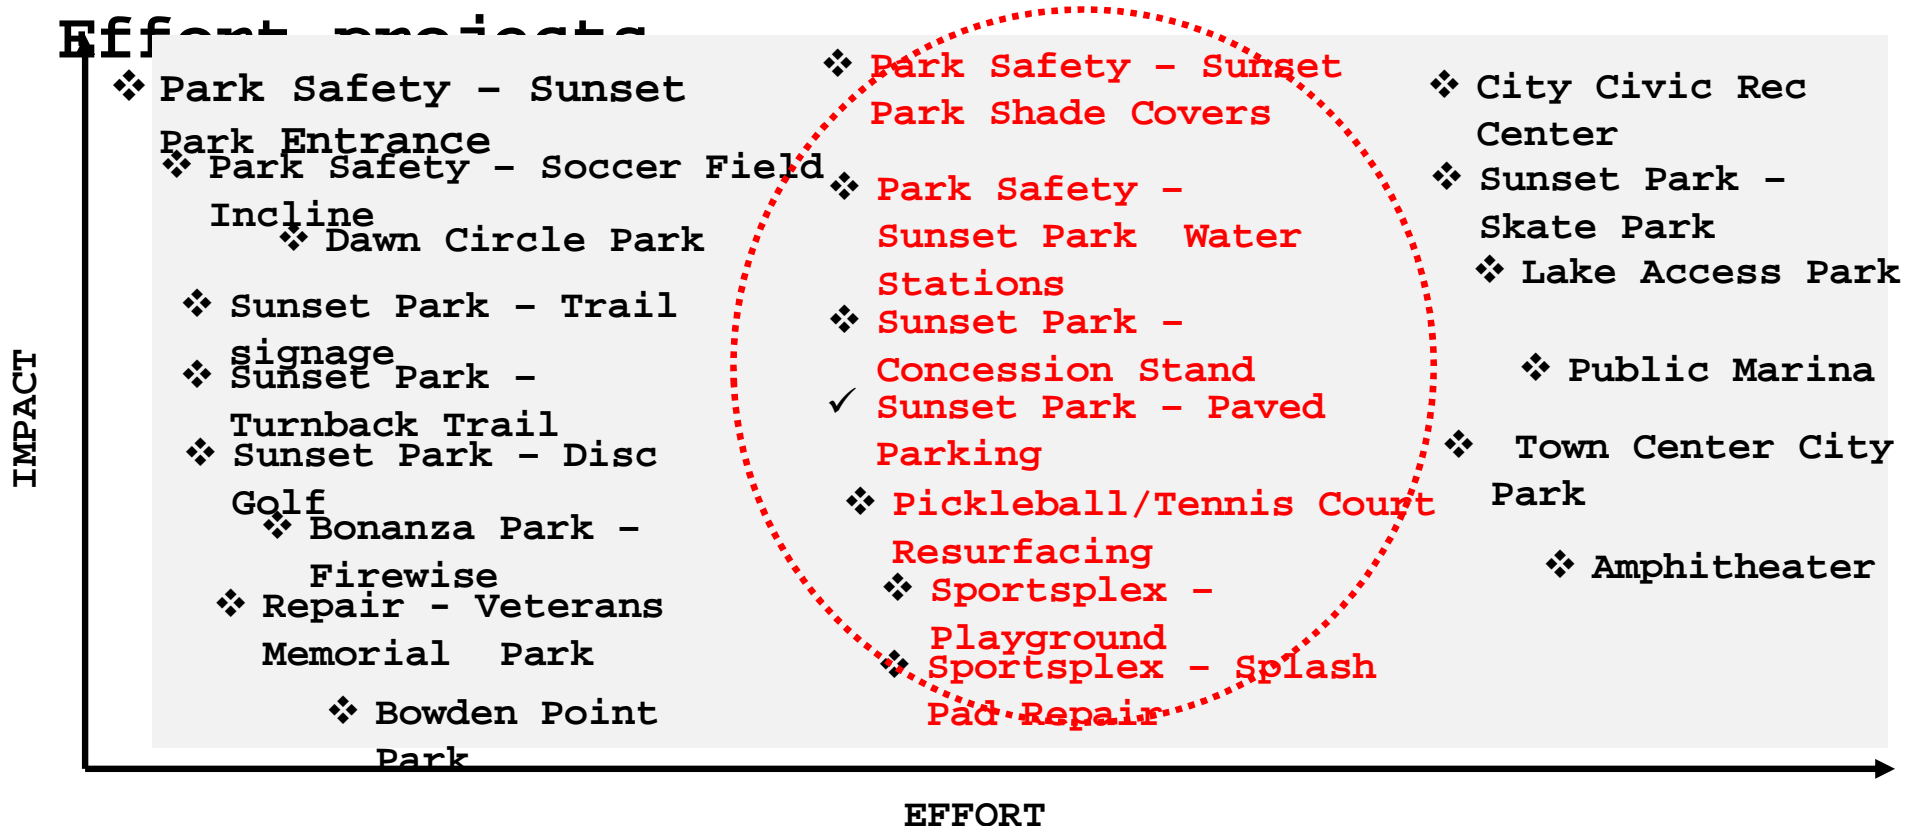 Effort projects
Park Safety – Sunset
Park Entrance
Park Safety – Soccer Field
Incline
Dawn Circle Park
Sunset Park – Trail
signage
Sunset Park –
Turnback Trail
Sunset Park – Disc
Golf
Bonanza Park –
Firewise
Repair - Veterans
Memorial  Park
Bowden Point
Park
Park Safety – Sunset
Park Shade Covers
Park Safety –
Sunset Park  Water
Stations
Sunset Park –
Concession Stand
Sunset Park – Paved
Parking
Pickleball/Tennis Court
Resurfacing
Sportsplex –
Playground
Sportsplex – Splash
Pad Repair
City Civic Rec
Center
Sunset Park –
Skate Park
Lake Access Park
Public Marina
Town Center City
Park
Amphitheater
IMPACT
EFFORT